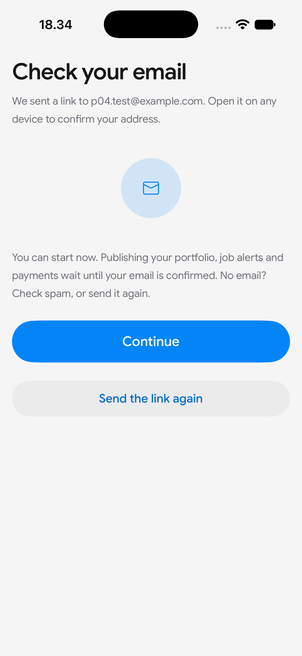 18.34
Check your email
We sent a link to p04.test@example.com. Open it on any
device to confirm your address.
You can start now. Publishing your portfolio, job alerts and
payments wait until your email is confirmed. No email?
Check spam, or send it again.
Continue
Send the link again